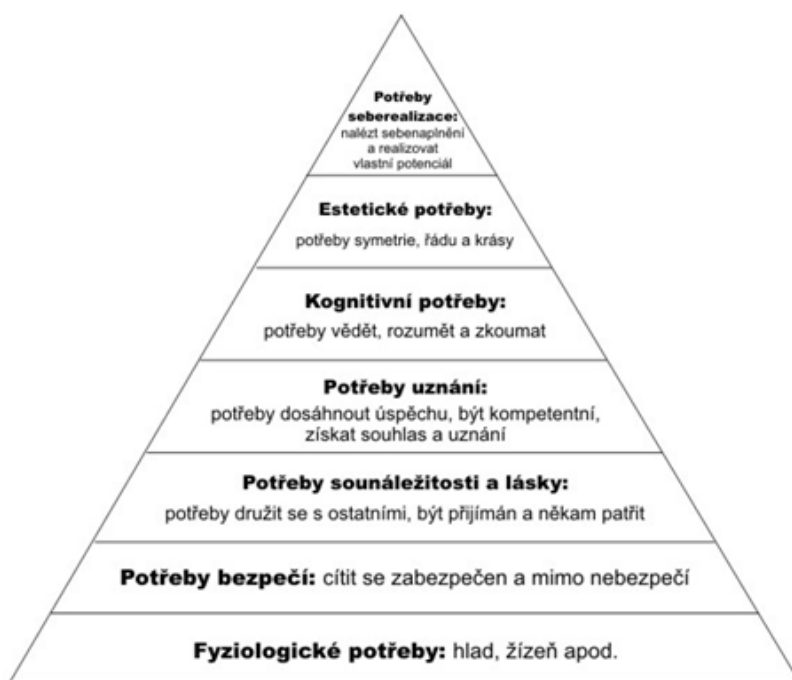 Potřeby
seberealizace:
nalézt sebenaplnění
a realizovat
vlastní potenciál
Estetické potřeby:
potřeby symetrie, řádu a krásy
Kognitivní potřeby:
potřeby vědět, rozumět a zkoumat
Potřeby uznání:
potřeby dosáhnout úspěchu, být kompetentní,
získat souhlas a uznání
Potřeby sounáležitosti a lásky:
potřeby družit se s ostatními, být přijímán a někam patřit
Potřeby bezpečí: cítit se zabezpečen a mimo nebezpečí
Fyziologické potřeby: hlad, žízeň apod.